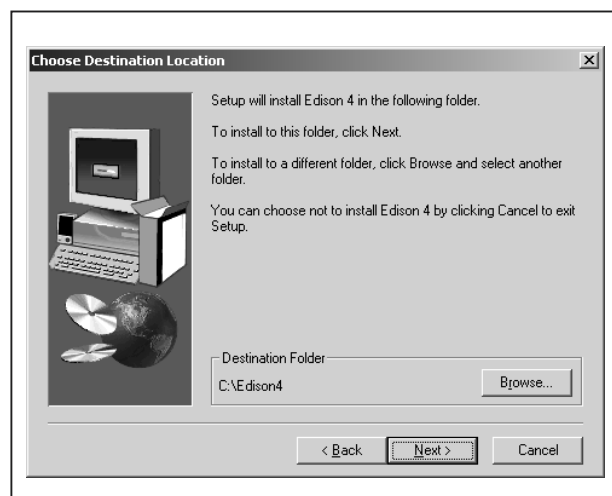 Choose Destination Location
Setup will install Edison 4 in the following folder.
To install to this folder, click Next.
To install to a different folder, click Browse and select another
folder.
You can choose not to install Edison 4 by clicking Cancel to exit
Setup.
Destination Folder
C:\Edison4
Browse...
< Back
Next >
Cancel